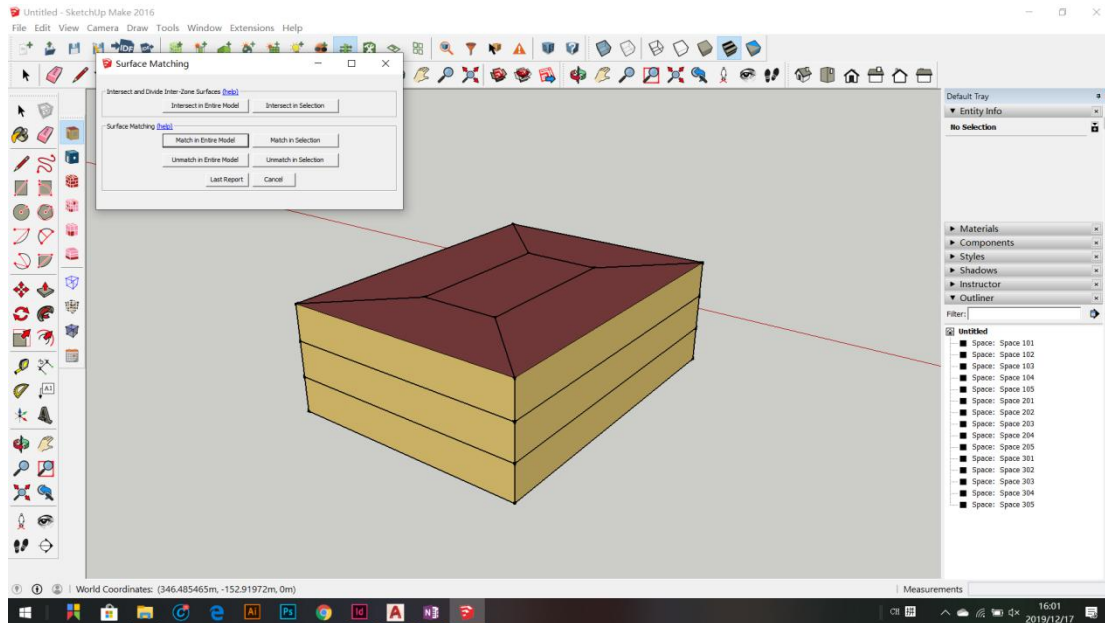 Untitled - SketchUp Make 2016
File Edit View Camera Draw Tools Window Extensions Help
Surface Matching
Intersect and Divide Inter-Zone Surfaces (help)
Intersect in Entire Model Intersect in Selection
Surface Matching (help)
Match in Entire Model Match in Selection
Unmatch in Entire Model Unmatch in Selection
Last Report Cancel
Default Tray
Entity Info
No Selection
Materials
Components
Styles
Shadows
Instructor
Outliner
Filter:
Untitled
Space: Space 101
Space: Space 102
Space: Space 103
Space: Space 104
Space: Space 105
Space: Space 201
Space: Space 202
Space: Space 203
Space: Space 204
Space: Space 205
Space: Space 301
Space: Space 302
Space: Space 303
Space: Space 304
Space: Space 305
World Coordinates: (346.485465m, -152.91972m, 0m)
Measurements
Ai Ps Id A N
16:01
2019/12/17